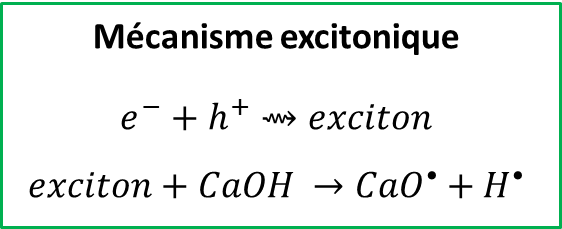 Mécanisme excitonique
e⁻ + h⁺ ⇝ exciton
exciton + CaOH → CaO• + H•